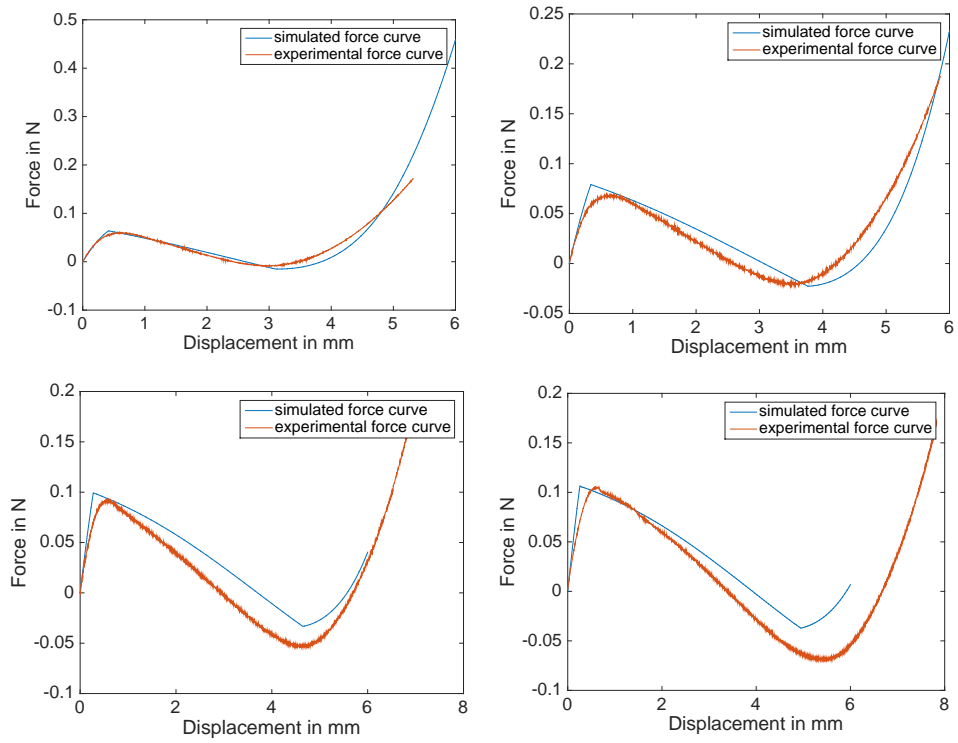 0.5
0.4
0.3
0.2
0.1
0
-0.1
Force in N
0 1 2 3 4 5 6
Displacement in mm
simulated force curve
experimental force curve
0.25
0.2
0.15
0.1
0.05
0
-0.05
Force in N
0 1 2 3 4 5 6
Displacement in mm
simulated force curve
experimental force curve
0.2
0.15
0.1
0.05
0
-0.05
-0.1
Force in N
0 2 4 6 8
Displacement in mm
simulated force curve
experimental force curve
0.2
0.15
0.1
0.05
0
-0.05
-0.1
Force in N
0 2 4 6 8
Displacement in mm
simulated force curve
experimental force curve